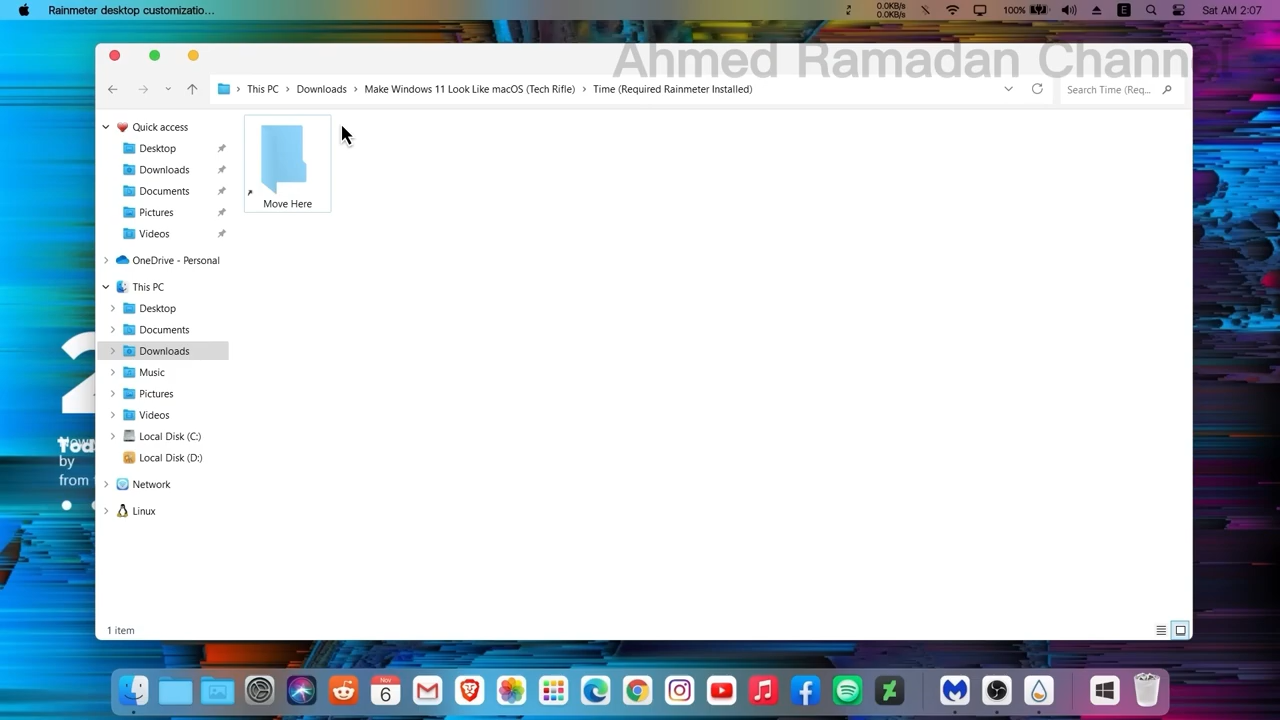 Rainmeter desktop customizatio...
0.0KB/s
0.0KB/s
100%
E
Sat AM 2:07
Ahmed Ramadan Channel
This PC > Downloads > Make Windows 11 Look Like macOS (Tech Rifle) > Time (Required Rainmeter Installed)
Search Time (Req...
Quick access
Desktop
Downloads
Documents
Pictures
Videos
OneDrive - Personal
This PC
Desktop
Documents
Downloads
Music
Pictures
Videos
Local Disk (C:)
Local Disk (D:)
Network
Linux
Move Here
by
from
1 item
Nov
6